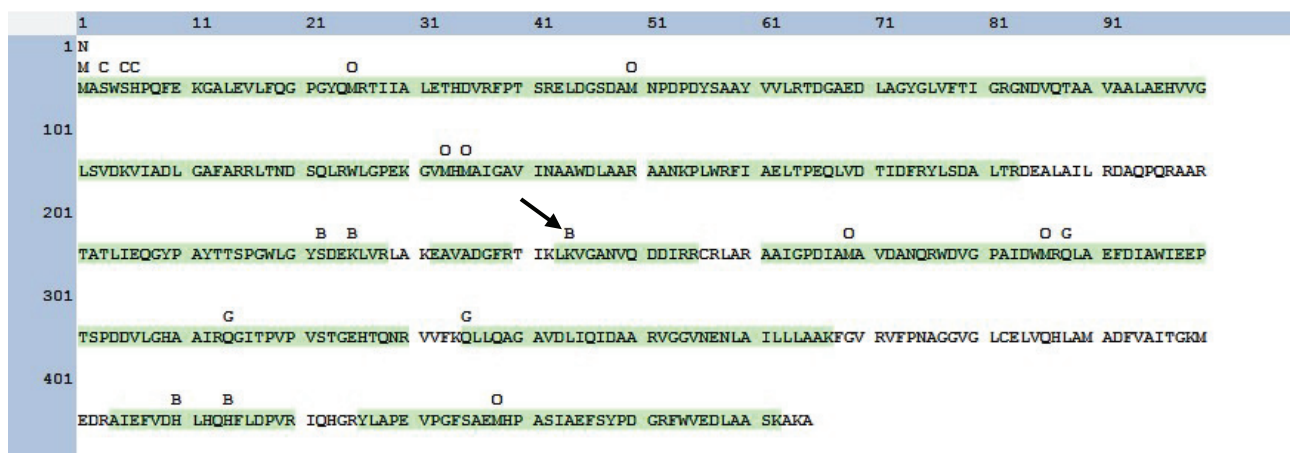 1 11 21 31 41 51 61 71 81 91
1 N
M C CC O O
MASWSHPQFE KGALEVLFQG PGYQMRTIIA LETHDVRFPT SRELDGSDAM NPDPDYSAAY VVLRTDGAED LAGYGLVFTI GRGNDVQTAA VAALAEHVVG
101
O O
LSVDKVIADL GAFARRLTND SQLRWLGPEK GVMHMAIGAV INAAWDLAAR AANKPLWRFI AELTPEQLVD TIDFRYLSDA LTRDEALAIL RDAQPQRAAR
201
B B B O O G
TATLIEQGYP AYTTSPGWLG YSDEKLVRLA KEAVADGFRT IKLKVGANVQ DDIRRCRLAR AAIGPDIAMA VDANQRWDVG PAIDWMRQLA EFDIAWIEEP
301
G G
TSPDDVLGHA AIRQGITPVP VSTGEHTQNR VVFKQLLQAG AVDLIQIDAA RVGGVNENLA ILLLAAKFGV RVFPNAGGVG LCELVQHLAM ADFVAITGKM
401
B B O
EDRAIEFVDH LHQHFLDPVR IQHGRYLAPE VPGFSAEMHP ASIAEFSYPD GRFWVEDLAA SKAKA